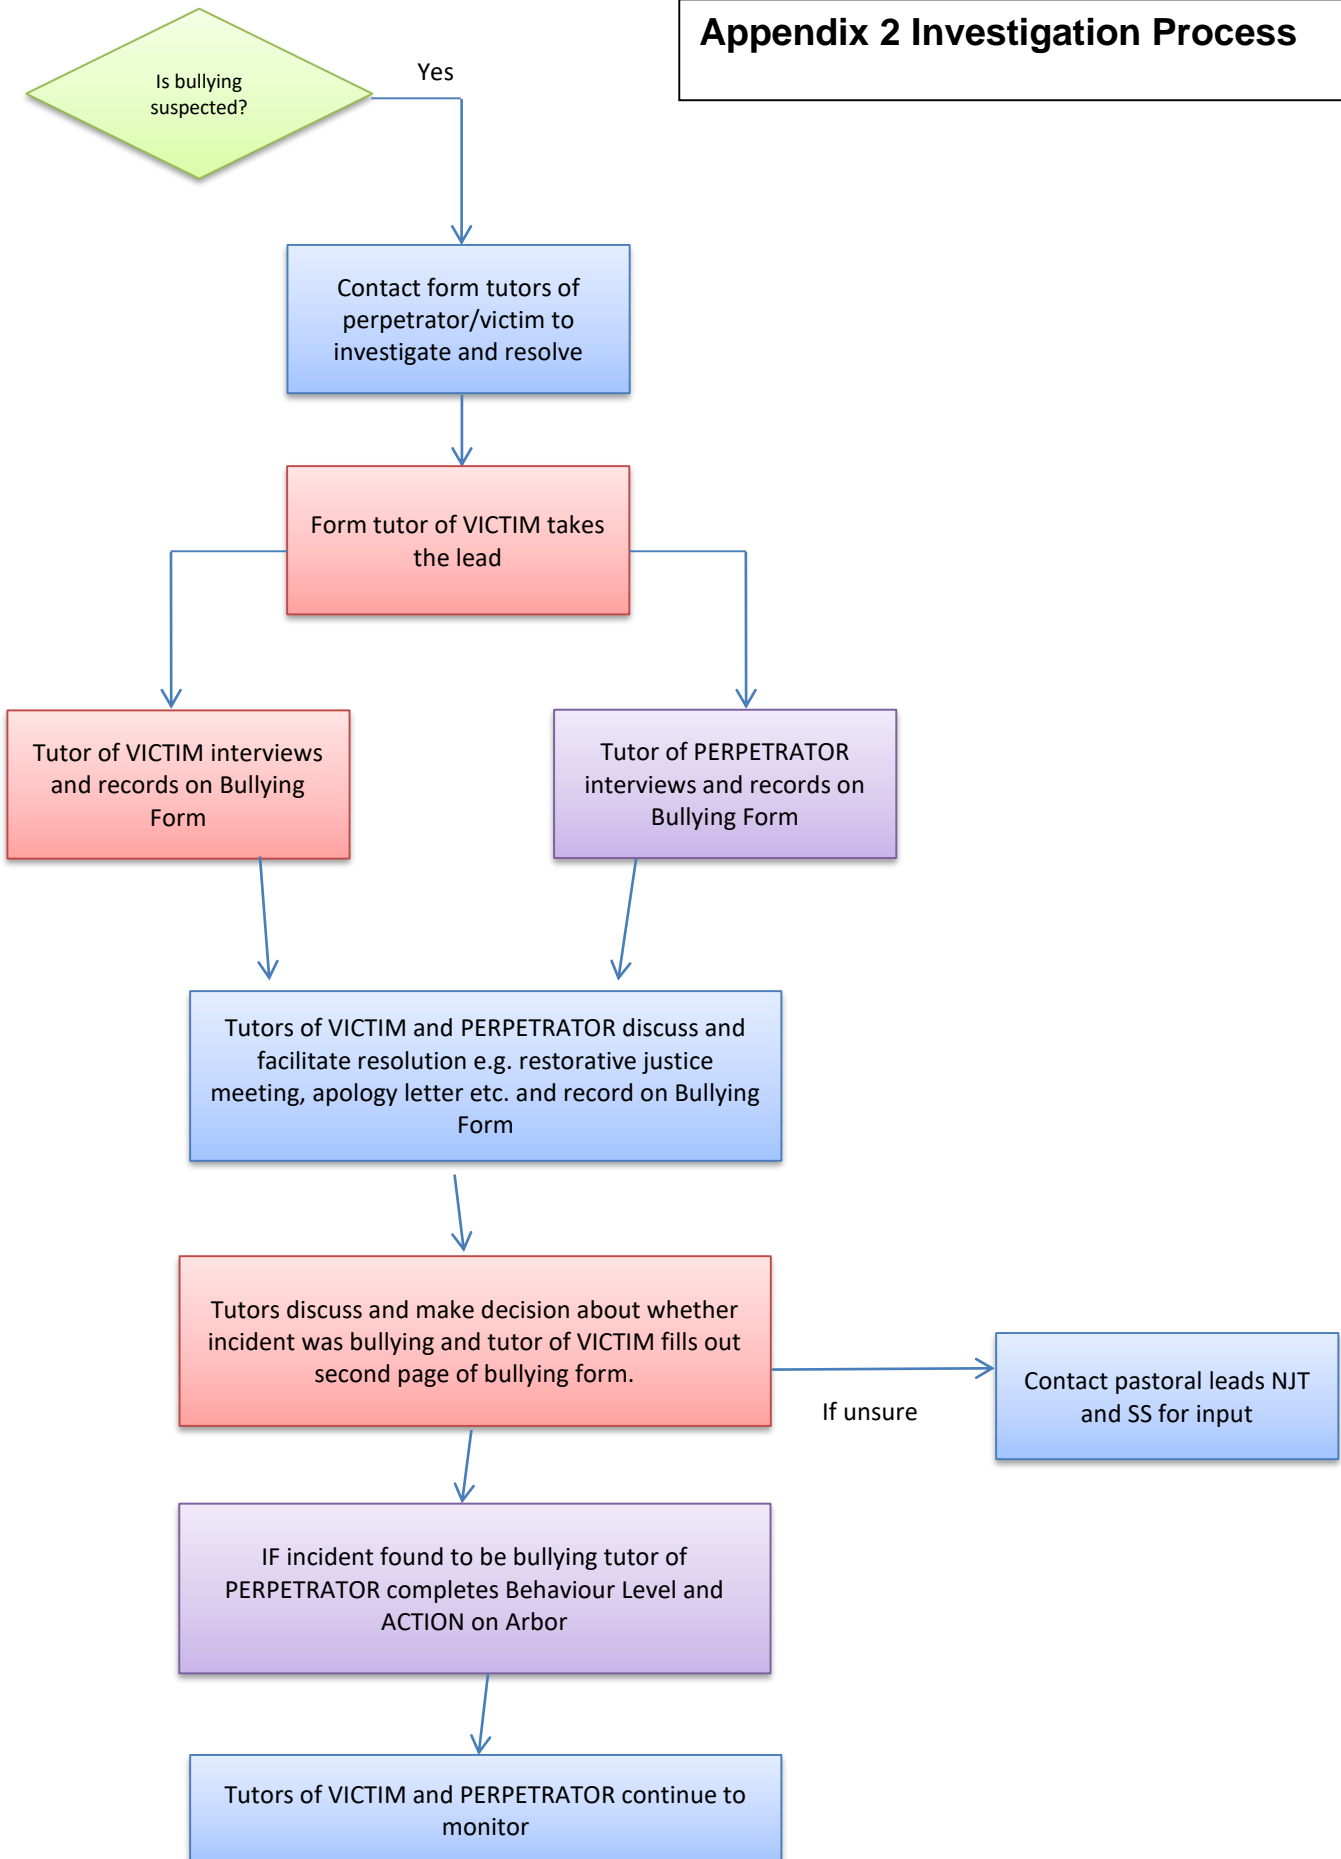 Appendix 2 Investigation Process
Is bullying
suspected?
Yes
Contact form tutors of
perpetrator/victim to
investigate and resolve
Form tutor of VICTIM takes
the lead
Tutor of VICTIM interviews
and records on Bullying
Form
Tutor of PERPETRATOR
interviews and records on
Bullying Form
Tutors of VICTIM and PERPETRATOR discuss and
facilitate resolution e.g. restorative justice
meeting, apology letter etc. and record on Bullying
Form
Tutors discuss and make decision about whether
incident was bullying and tutor of VICTIM fills out
second page of bullying form.
If unsure
Contact pastoral leads NJT
and SS for input
IF incident found to be bullying tutor of
PERPETRATOR completes Behaviour Level and
ACTION on Arbor
Tutors of VICTIM and PERPETRATOR continue to
monitor